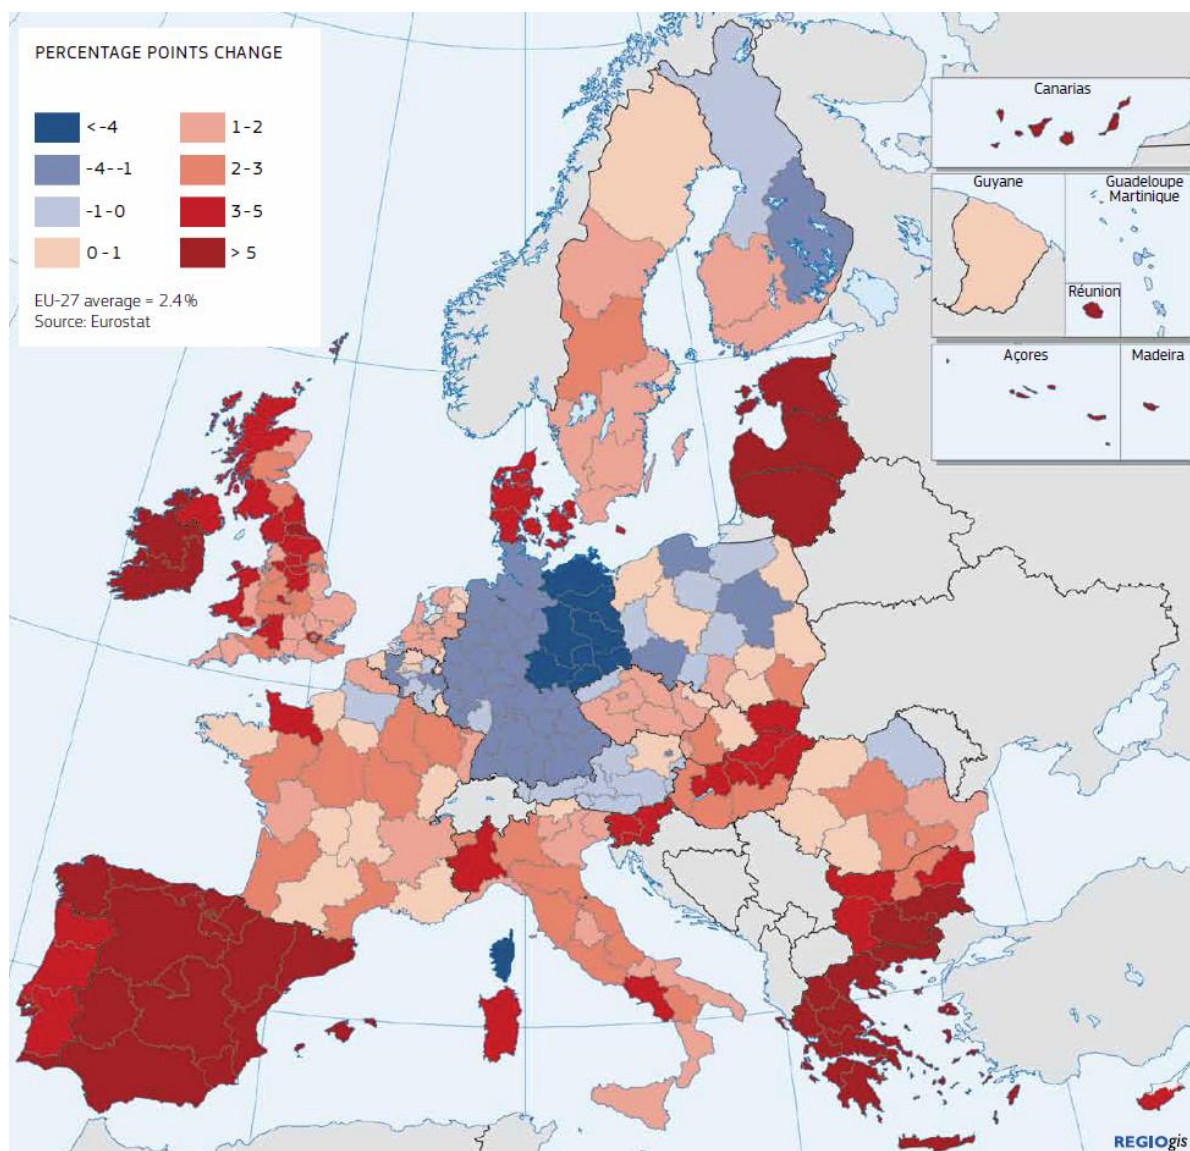 PERCENTAGE POINTS CHANGE
< -4
1 - 2
-4--1
2 - 3
-1-0
3 - 5
0 - 1
> 5
EU-27 average = 2.4 %
Source: Eurostat
Canarias
Guyane
Guadeloupe
Martinique
Réunion
Açores
Madeira
REGIOgis